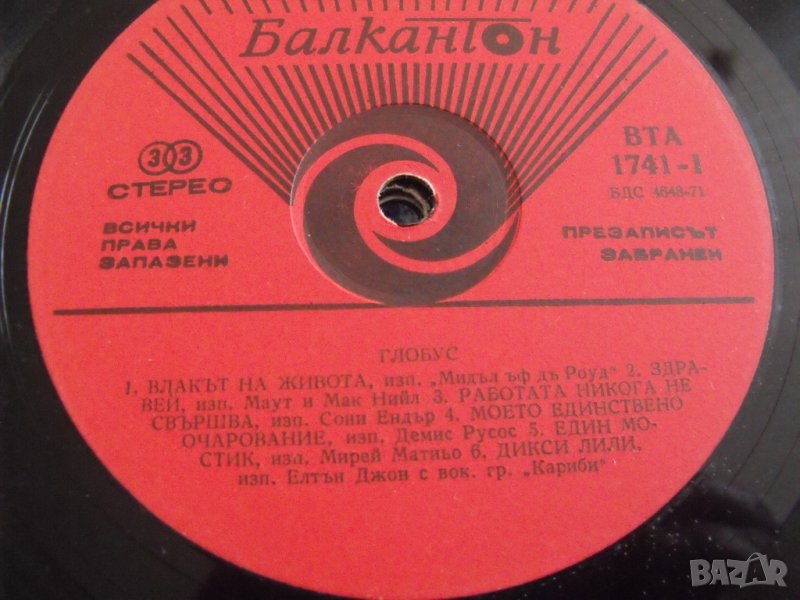 Балкантон
33
СТЕРЕО
ВТА
1741-I
БДС 4648-71
ВСИЧКИ
ПРАВА
ЗАПАЗЕНИ
ПРЕЗАПИСЪТ
ЗАБРАНЕН
ГЛОБУС
1. ВЛАКЪТ НА ЖИВОТА, изп. „Мидъл ъф дъ Роуд" 2. ЗДРА-
ВЕЙ, изп. Маут и Мак Нийл 3. РАБОТАТА НИКОГА НЕ
СВЪРШВА, изп. Сони Ендър 4. МОЕТО ЕДИНСТВЕНО
ОЧАРОВАНИЕ, изп. Демис Русос 5. ЕДИН МО-
СТИК, изп. Мирей Матиьо 6. ДИКСИ ЛИЛИ,
изп. Елтън Джон с вок. гр. „Кариби"
BAZAR